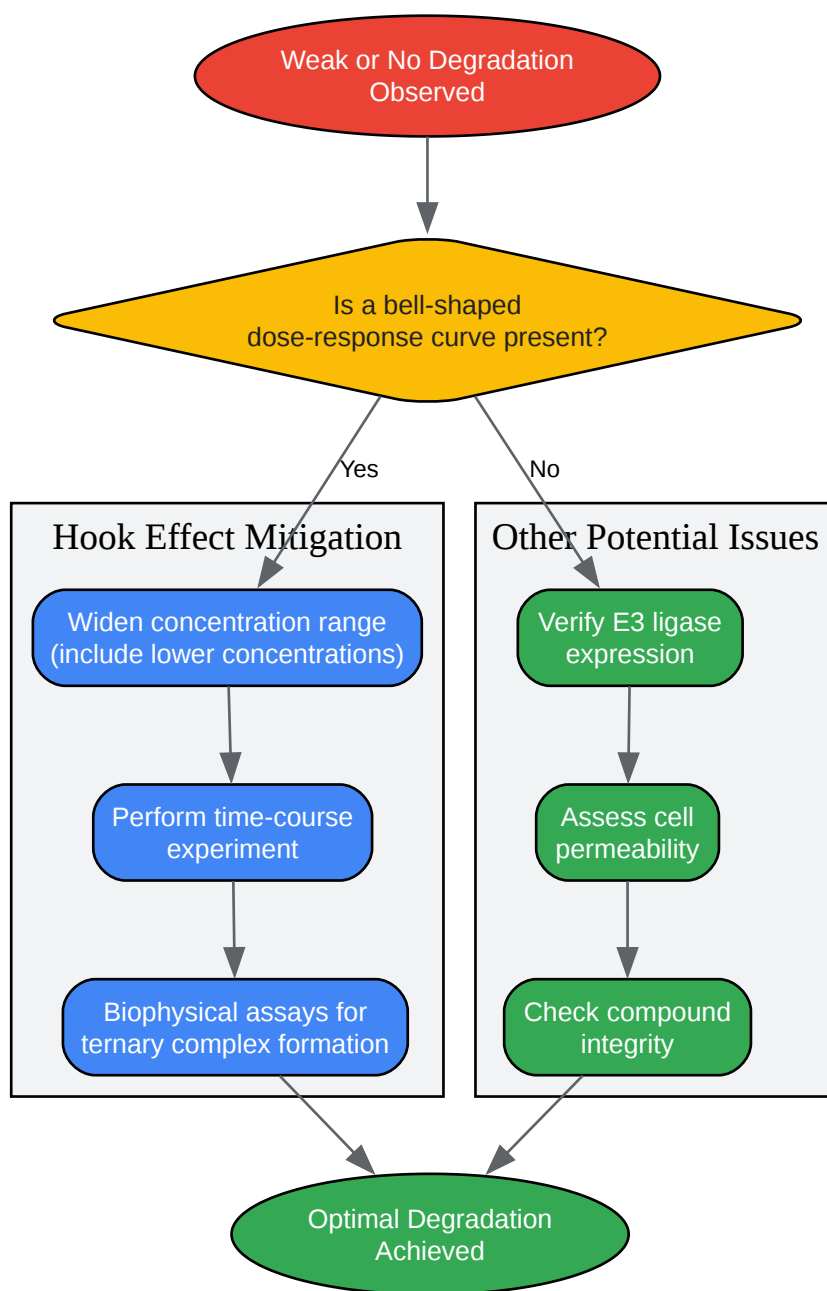 Weak or No Degradation
Observed
Is a bell-shaped
dose-response curve present?
Yes
No
Hook Effect Mitigation
Widen concentration range
(include lower concentrations)
Perform time-course
experiment
Biophysical assays for
ternary complex formation
Other Potential Issues
Verify E3 ligase
expression
Assess cell
permeability
Check compound
integrity
Optimal Degradation
Achieved